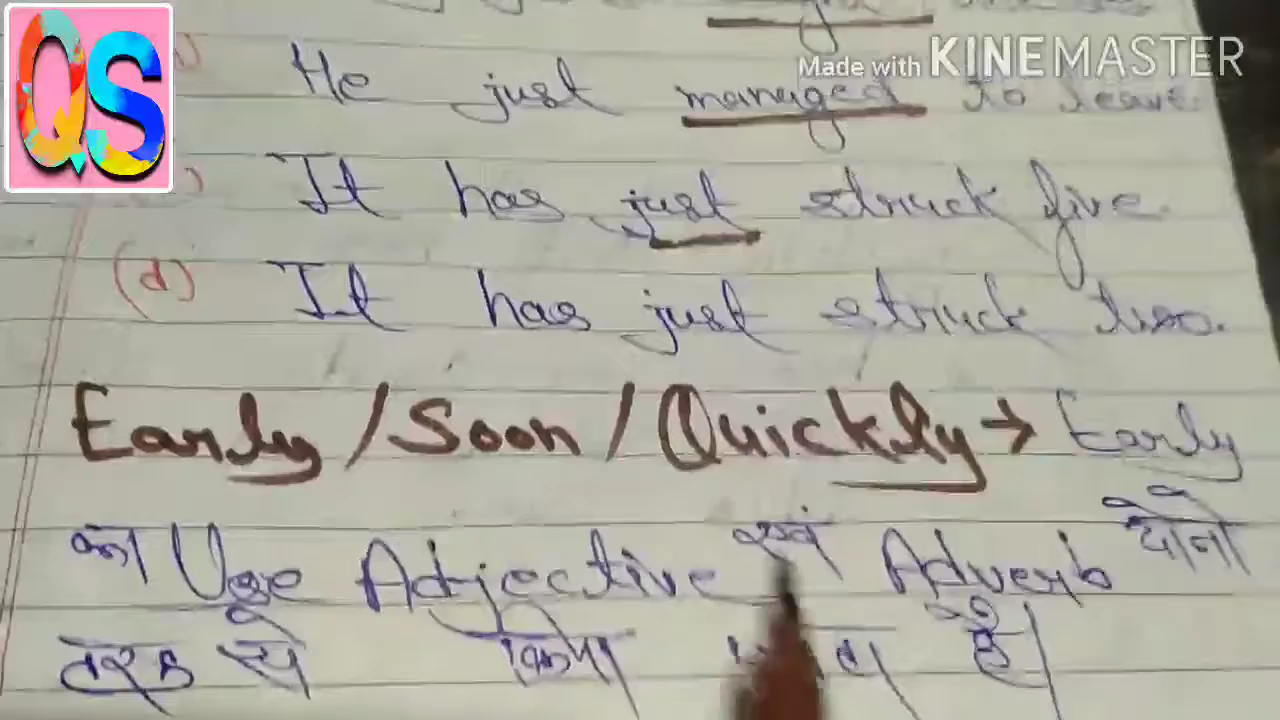 QS
Made with KINEMASTER
He just managed to leave.
It has just struck five.
(d) It has just struck two.
Early / Soon / Quickly → Early
का Use Adjective एवं Adverb दोनों
तरह से किया जाता है।